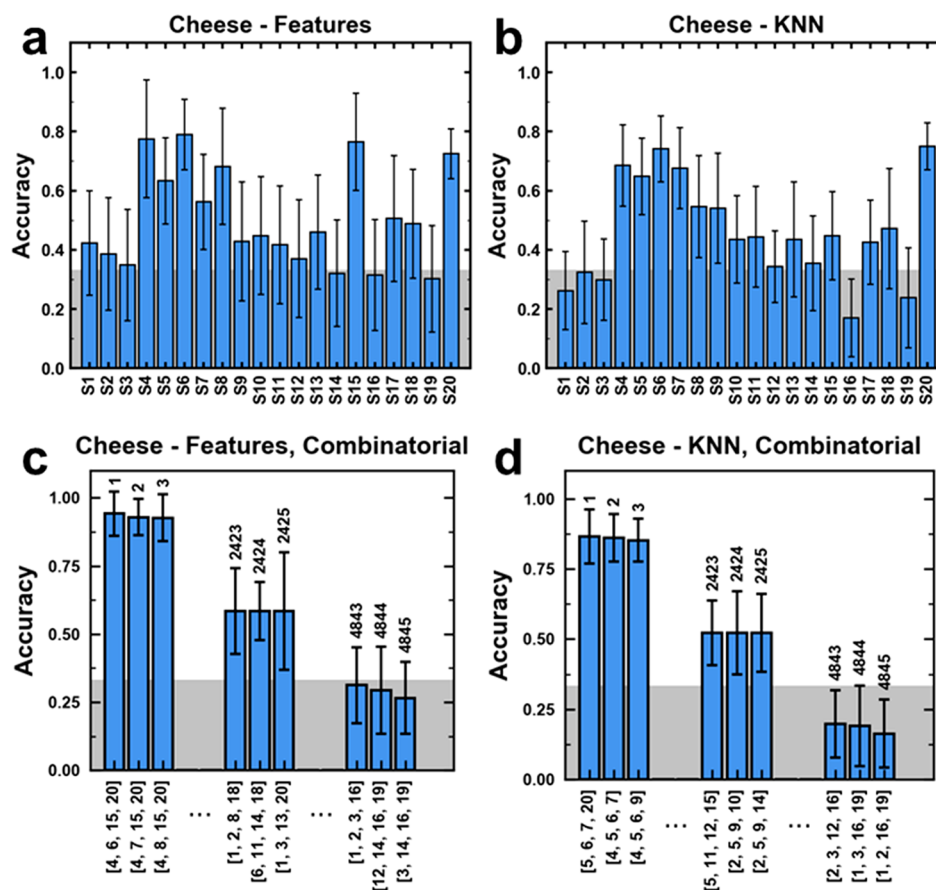 a
Cheese - Features
Accuracy
1.0
0.8
0.6
0.4
0.2
0.0
S1 S2 S3 S4 S5 S6 S7 S8 S9 S10 S11 S12 S13 S14 S15 S16 S17 S18 S19 S20
b
Cheese - KNN
Accuracy
1.0
0.8
0.6
0.4
0.2
0.0
S1 S2 S3 S4 S5 S6 S7 S8 S9 S10 S11 S12 S13 S14 S15 S16 S17 S18 S19 S20
c
Cheese - Features, Combinatorial
Accuracy
1.00
0.75
0.50
0.25
0.00
1 2 3 2423 2424 2425 4843 4844 4845
[4, 6, 15, 20]
[4, 7, 15, 20]
[4, 8, 15, 20]
...
[1, 2, 8, 18]
[6, 11, 14, 18]
[1, 3, 13, 20]
...
[1, 2, 3, 16]
[12, 14, 16, 19]
[3, 14, 16, 19]
d
Cheese - KNN, Combinatorial
Accuracy
1.00
0.75
0.50
0.25
0.00
1 2 3 2423 2424 2425 4843 4844 4845
[5, 6, 7, 20]
[4, 5, 6, 7]
[4, 5, 6, 9]
...
[5, 11, 12, 15]
[2, 5, 9, 10]
[2, 5, 9, 14]
...
[2, 3, 12, 16]
[1, 3, 16, 19]
[1, 2, 16, 19]